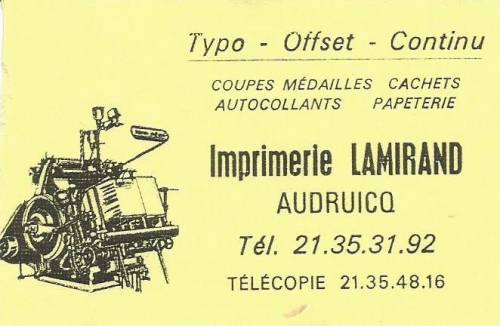 Typo - Offset - Continu
COUPES MÉDAILLES CACHETS
AUTOCOLLANTS PAPETERIE
Imprimerie LAMIRAND
AUDRUICQ
Tél. 21.35.31.92
TÉLÉCOPIE 21.35.48.16